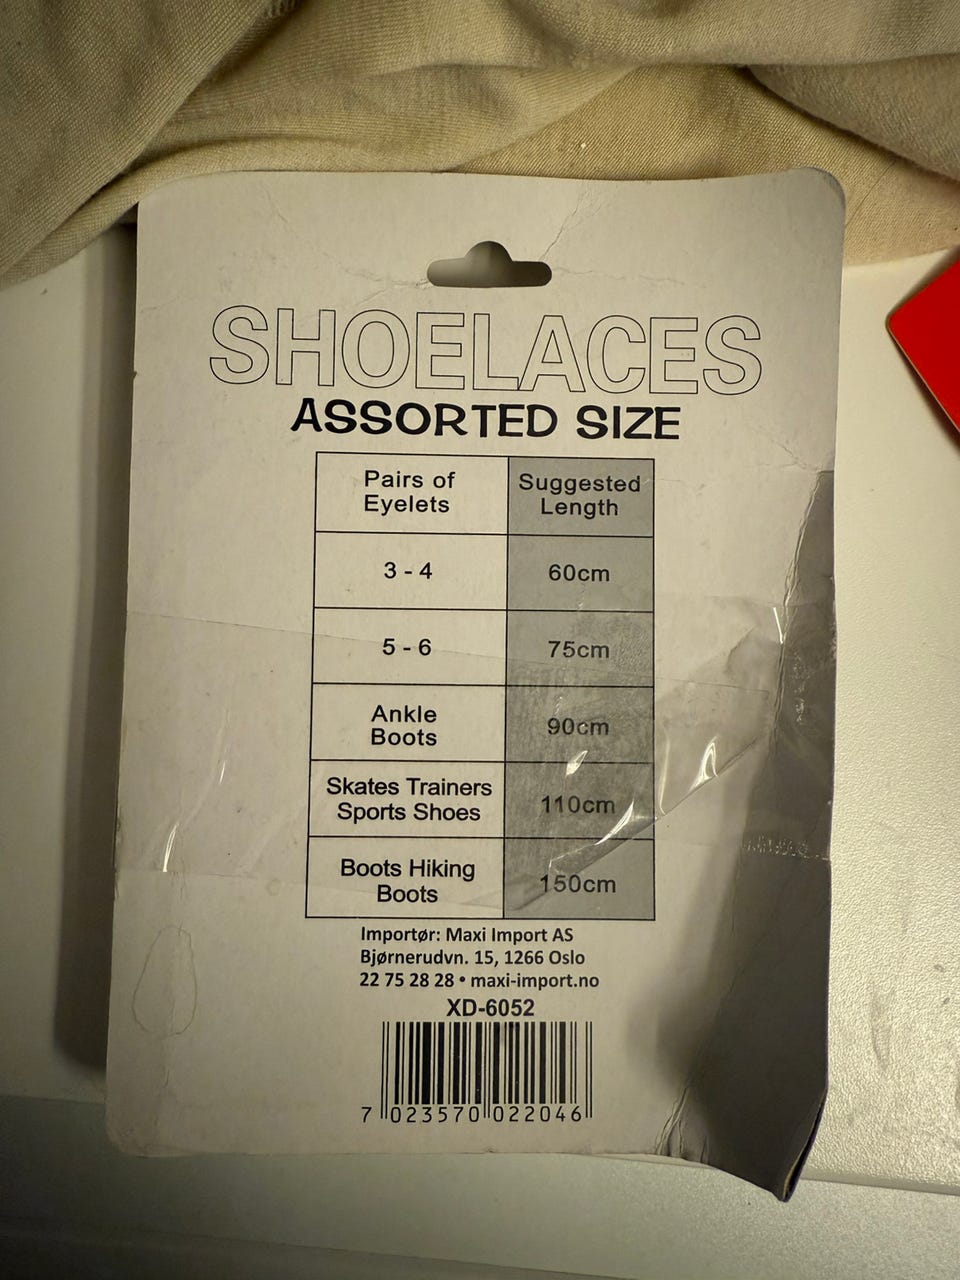 SHOELACES
ASSORTED SIZE
Pairs of
Eyelets
Suggested
Length
3 - 4
60cm
5 - 6
75cm
Ankle
Boots
90cm
Skates Trainers
Sports Shoes
110cm
Boots Hiking
Boots
150cm
Importør: Maxi Import AS
Bjørnerudvn. 15, 1266 Oslo
22 75 28 28 • maxi-import.no
XD-6052
7 023570 022046